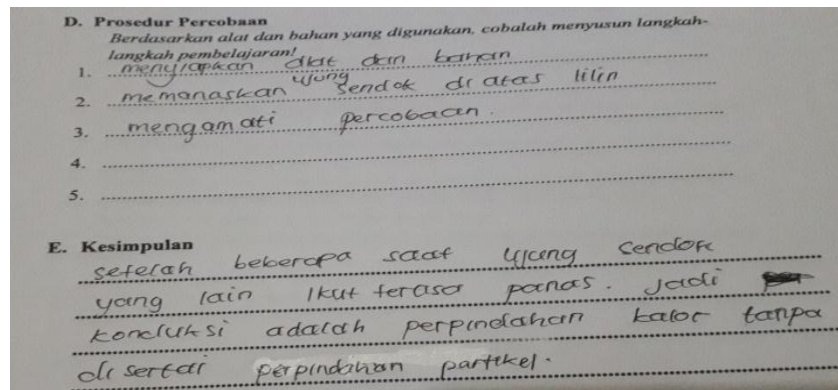 D. Prosedur Percobaan
Berdasarkan alat dan bahan yang digunakan, cobalah menyusun langkah-
langkah pembelajaran!
1. menyiapkan alat dan bahan
2. memanaskan ujung sendok di atas lilin
3. mengamati percobaan.
4.
5.
E. Kesimpulan
setelah beberapa saat ujung sendok
yang lain ikut terasa panas. Jadi
konduksi adalah perpindahan kalor tanpa
di sertai perpindahan partikel.